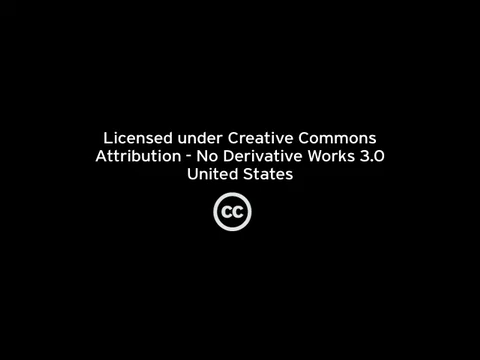 Licensed under Creative Commons
Attribution - No Derivative Works 3.0
United States
cc